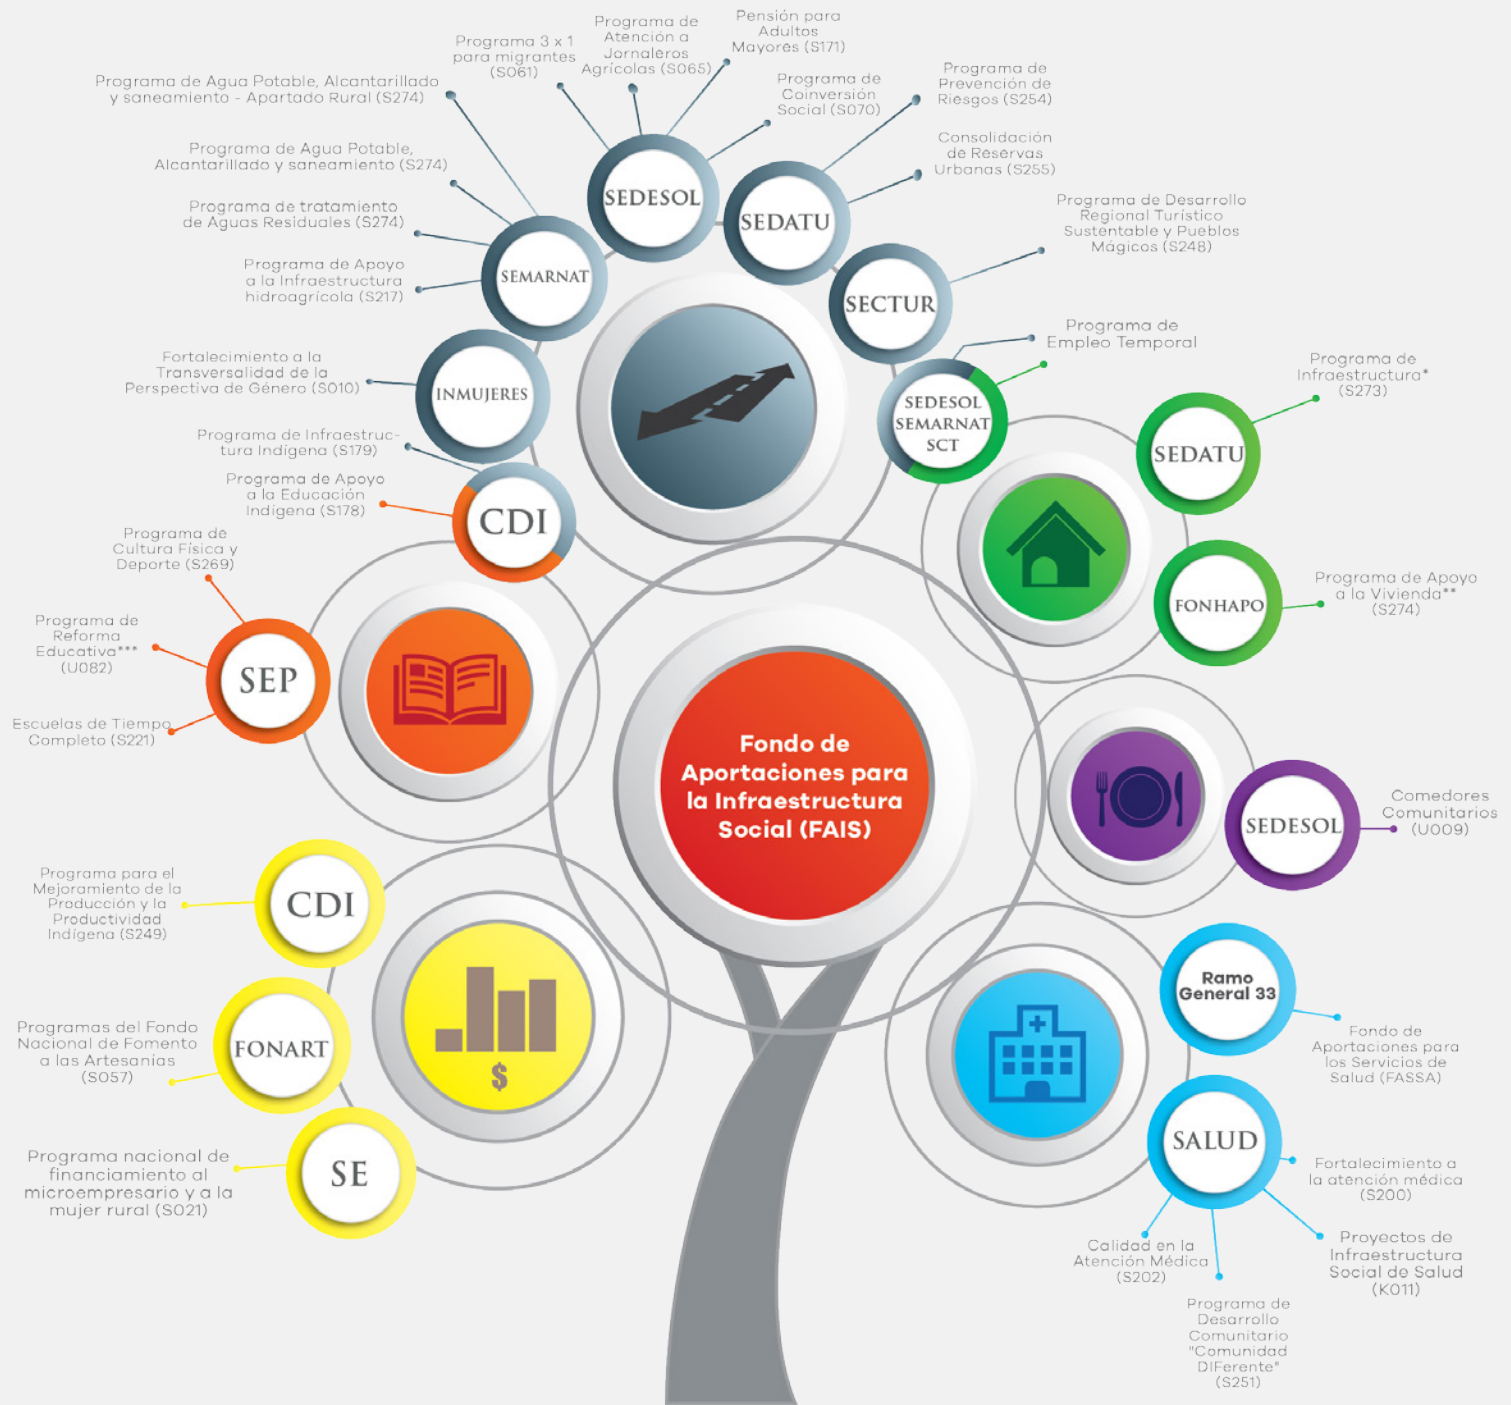 Pensión para
Adultos
Mayores (S171)
Programa de
Atención a
Jornaleros
Agrícolas (S065)
Programa 3 x 1
para migrantes
(S061)
Programa de
Coinversión
Social (S070)
Programa de Agua Potable, Alcantarillado
y saneamiento - Apartado Rural (S274)
Programa de Agua Potable,
Alcantarillado y saneamiento (S274)
Programa de tratamiento
de Aguas Residuales (S274)
Programa de Apoyo
a la Infraestructura
hidroagrícola (S217)
Fortalecimiento a la
Transversalidad de la
Perspectiva de Género (S010)
Programa de Infraestruc-
tura Indígena (S179)
Programa de Apoyo
a la Educación
Indígena (S178)
Programa de
Prevención de
Riesgos (S254)
Consolidación
de Reservas
Urbanas (S255)
Programa de Desarrollo
Regional Turístico
Sustentable y Pueblos
Mágicos (S248)
Programa de
Empleo Temporal
SEDESOL
SEDATU
SEMARNAT
SECTUR
INMUJERES
SEDESOL
SEMARNAT
SCT
CDI
Programa de
Infraestructura*
(S273)
SEDATU
FONHAPO
Programa de Apoyo
a la Vivienda**
(S274)
Programa de
Cultura Física y
Deporte (S269)
Programa de
Reforma
Educativa***
(U082)
Escuelas de Tiempo
Completo (S221)
SEP
Fondo de
Aportaciones para
la Infraestructura
Social (FAIS)
SEDESOL
Comedores
Comunitarios
(U009)
Programa para el
Mejoramiento de la
Producción y la
Productividad
Indígena (S249)
CDI
Programas del Fondo
Nacional de Fomento
a las Artesanías
(S057)
FONART
Programa nacional de
financiamiento al
microempresario y a la
mujer rural (S021)
SE
$
Ramo
General 33
Fondo de
Aportaciones para
los Servicios de
Salud (FASSA)
SALUD
Fortalecimiento a
la atención médica
(S200)
Proyectos de
Infraestructura
Social de Salud
(K011)
Calidad en la
Atención Médica
(S202)
Programa de
Desarrollo
Comunitario
"Comunidad
DIFerente"
(S251)